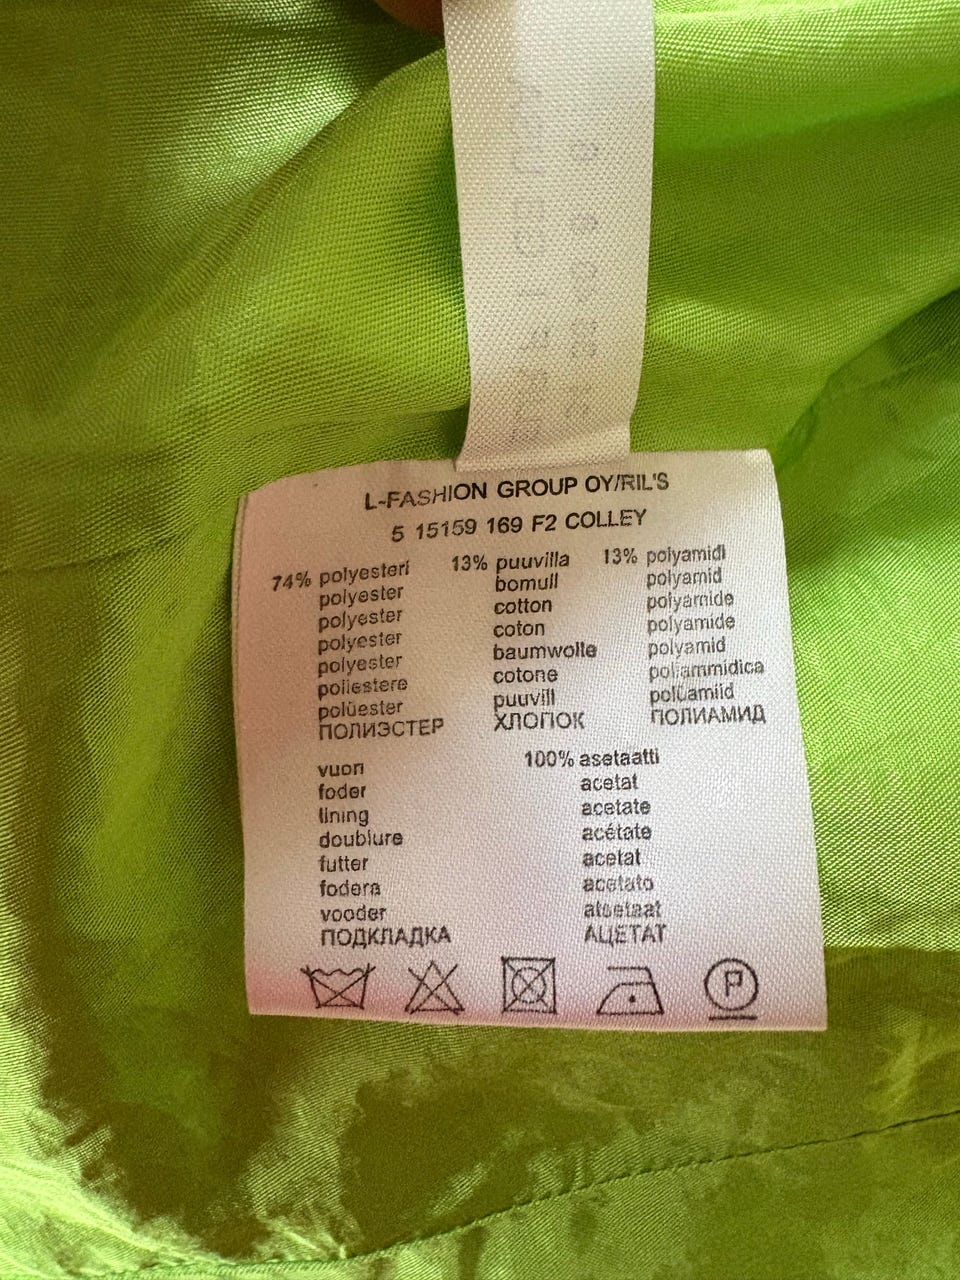 L-FASHION GROUP OY/RIL'S
5 15159 169 F2 COLLEY
74% polyesteri
polyester
polyester
polyester
polyester
poliestere
polüester
ПОЛИЭСТЕР
13% puuvilla
bomull
cotton
coton
baumwolle
cotone
puuvill
ХЛОПОК
13% polyamidi
polyamid
polyamide
polyamide
polyamid
poliammidica
polüamiid
ПОЛИАМИД
vuori
foder
lining
doublure
futter
fodera
vooder
ПОДКЛАДКА
100% asetaatti
acetat
acetate
acétate
acetat
acetato
atsetaat
АЦЕТАТ
P